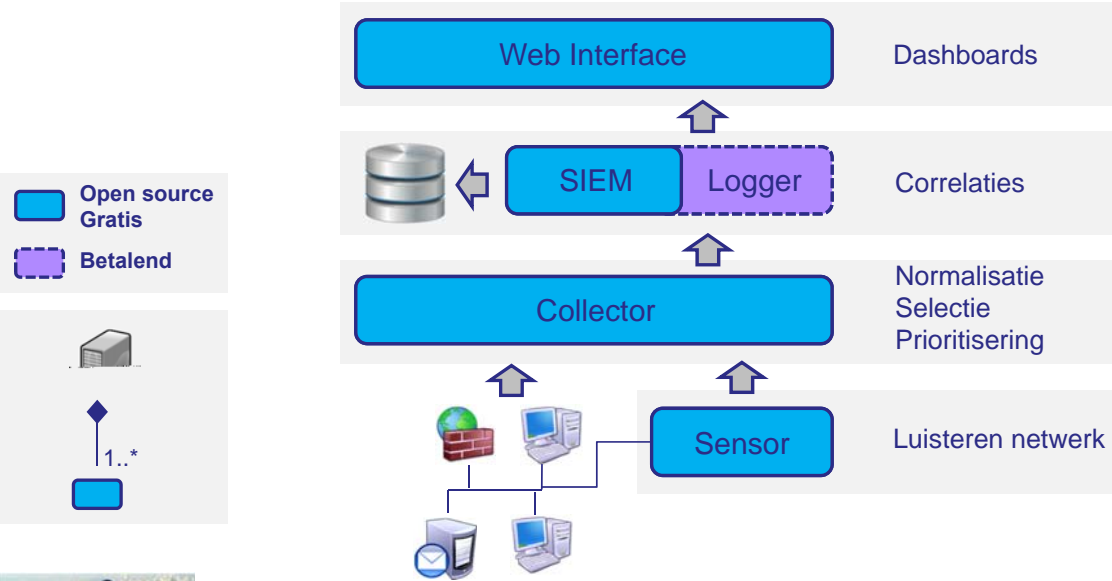 Web Interface
Dashboards
SIEM
Logger
Correlaties
Open source
Gratis
Betalend
Collector
Normalisatie
Selectie
Prioritisering
1..*
Sensor
Luisteren netwerk